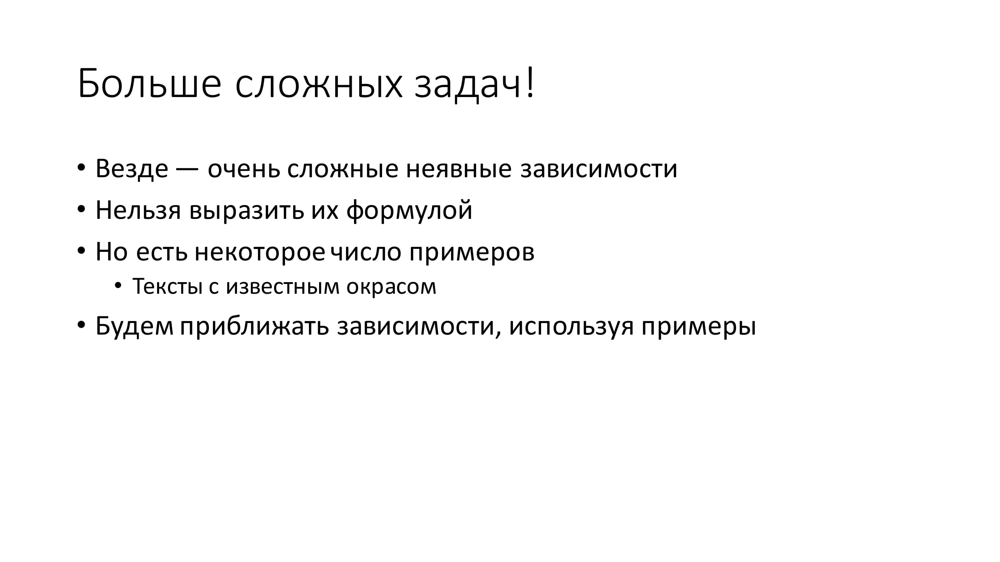 Больше сложных задач!
• Везде — очень сложные неявные зависимости
• Нельзя выразить их формулой
• Но есть некоторое число примеров
• Тексты с известным окрасом
• Будем приближать зависимости, используя примеры